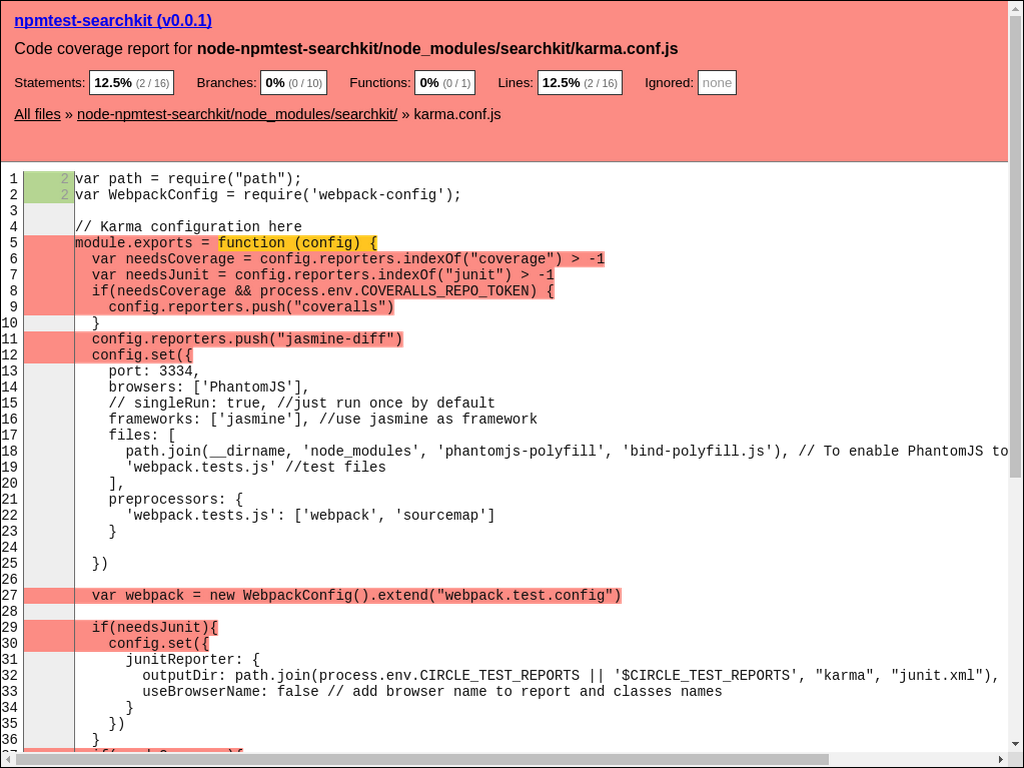 npmtest-searchkit (v0.0.1)
Code coverage report for node-npmtest-searchkit/node_modules/searchkit/karma.conf.js
Statements: 12.5% (2 / 16) Branches: 0% (0 / 10) Functions: 0% (0 / 1) Lines: 12.5% (2 / 16) Ignored: none
All files » node-npmtest-searchkit/node_modules/searchkit/ » karma.conf.js
1 2 var path = require("path");
2 2 var WebpackConfig = require('webpack-config');
3
4 // Karma configuration here
5 module.exports = function (config) {
6 var needsCoverage = config.reporters.indexOf("coverage") > -1
7 var needsJunit = config.reporters.indexOf("junit") > -1
8 if(needsCoverage && process.env.COVERALLS_REPO_TOKEN) {
9 config.reporters.push("coveralls")
10 }
11 config.reporters.push("jasmine-diff")
12 config.set({
13 port: 3334,
14 browsers: ['PhantomJS'],
15 // singleRun: true, //just run once by default
16 frameworks: ['jasmine'], //use jasmine as framework
17 files: [
18 path.join(__dirname, 'node_modules', 'phantomjs-polyfill', 'bind-polyfill.js'), // To enable PhantomJS to
19 'webpack.tests.js' //test files
20 ],
21 preprocessors: {
22 'webpack.tests.js': ['webpack', 'sourcemap']
23 }
24
25 })
26
27 var webpack = new WebpackConfig().extend("webpack.test.config")
28
29 if(needsJunit){
30 config.set({
31 junitReporter: {
32 outputDir: path.join(process.env.CIRCLE_TEST_REPORTS || '$CIRCLE_TEST_REPORTS', "karma", "junit.xml"),
33 useBrowserName: false // add browser name to report and classes names
34 }
35 })
36 }